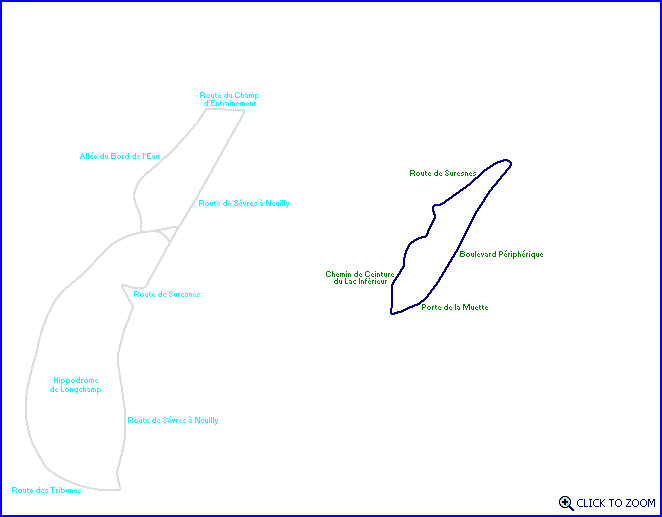 Route du Champ
d'Entraînement
Allée du Bord de l'Eau
Route de Suresnes
Route de Sévres à Neuilly
Boulevard Périphérique
Chemin de Ceinture
du Lac Inférieur
Route de Suresnes
Porte de la Muette
Hippodrome
de Longchamp
Route de Sévres à Neuilly
Route des Tribunes
CLICK TO ZOOM